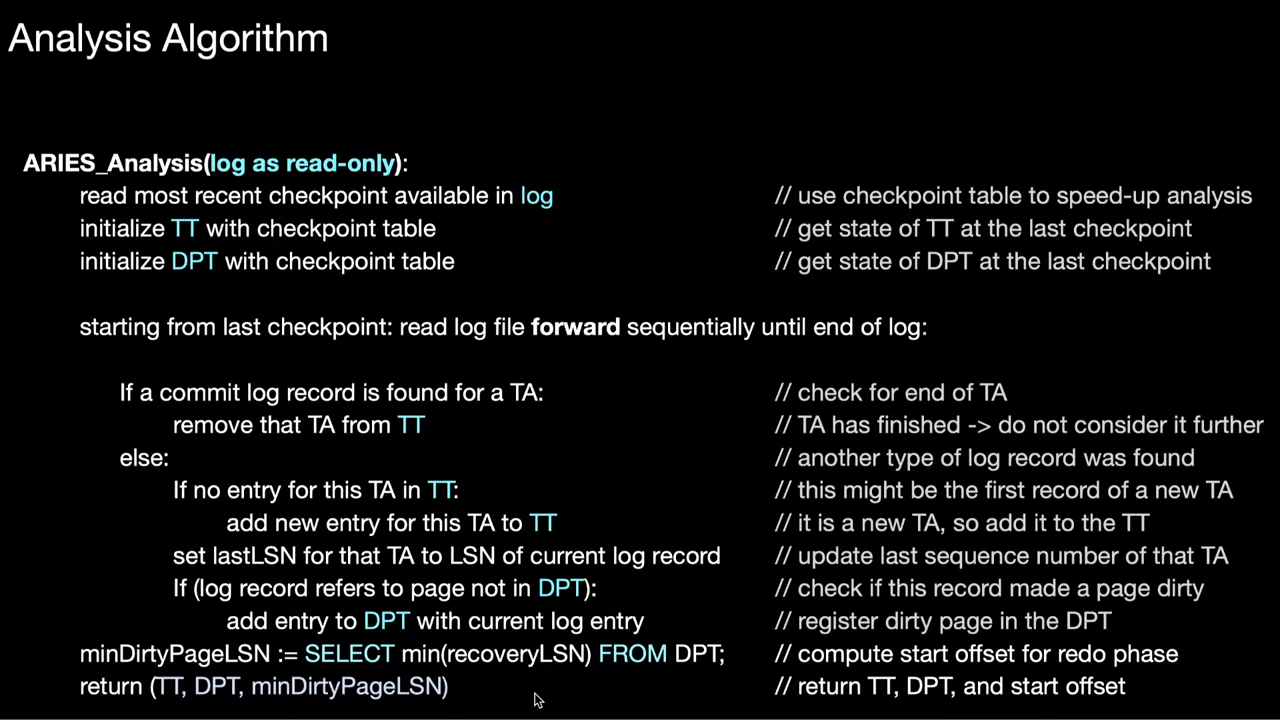 Analysis Algorithm
ARIES_Analysis(log as read-only):
read most recent checkpoint available in log // use checkpoint table to speed-up analysis
initialize TT with checkpoint table // get state of TT at the last checkpoint
initialize DPT with checkpoint table // get state of DPT at the last checkpoint
starting from last checkpoint: read log file forward sequentially until end of log:
If a commit log record is found for a TA: // check for end of TA
remove that TA from TT // TA has finished -> do not consider it further
else: // another type of log record was found
If no entry for this TA in TT: // this might be the first record of a new TA
add new entry for this TA to TT // it is a new TA, so add it to the TT
set lastLSN for that TA to LSN of current log record // update last sequence number of that TA
If (log record refers to page not in DPT): // check if this record made a page dirty
add entry to DPT with current log entry // register dirty page in the DPT
minDirtyPageLSN := SELECT min(recoveryLSN) FROM DPT; // compute start offset for redo phase
return (TT, DPT, minDirtyPageLSN) // return TT, DPT, and start offset